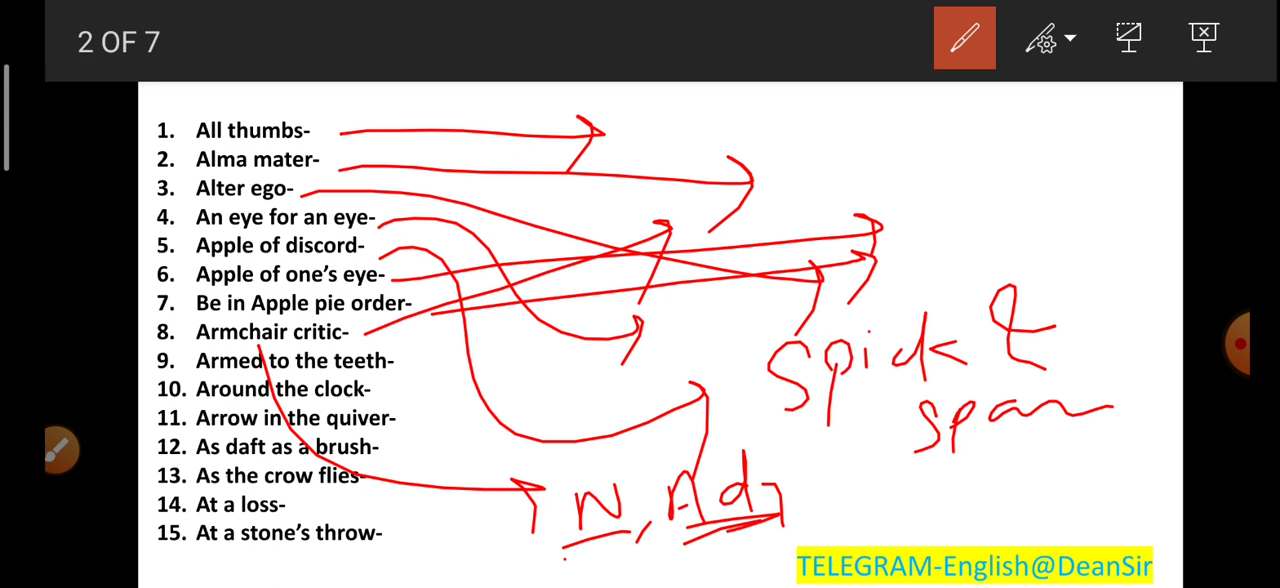 2 OF 7
1. All thumbs-
2. Alma mater-
3. Alter ego-
4. An eye for an eye-
5. Apple of discord-
6. Apple of one's eye-
7. Be in Apple pie order-
8. Armchair critic-
9. Armed to the teeth-
10. Around the clock-
11. Arrow in the quiver-
12. As daft as a brush-
13. As the crow flies-
14. At a loss-
15. At a stone's throw-
Spick &
span
N, Adj
TELEGRAM-English@DeanSir